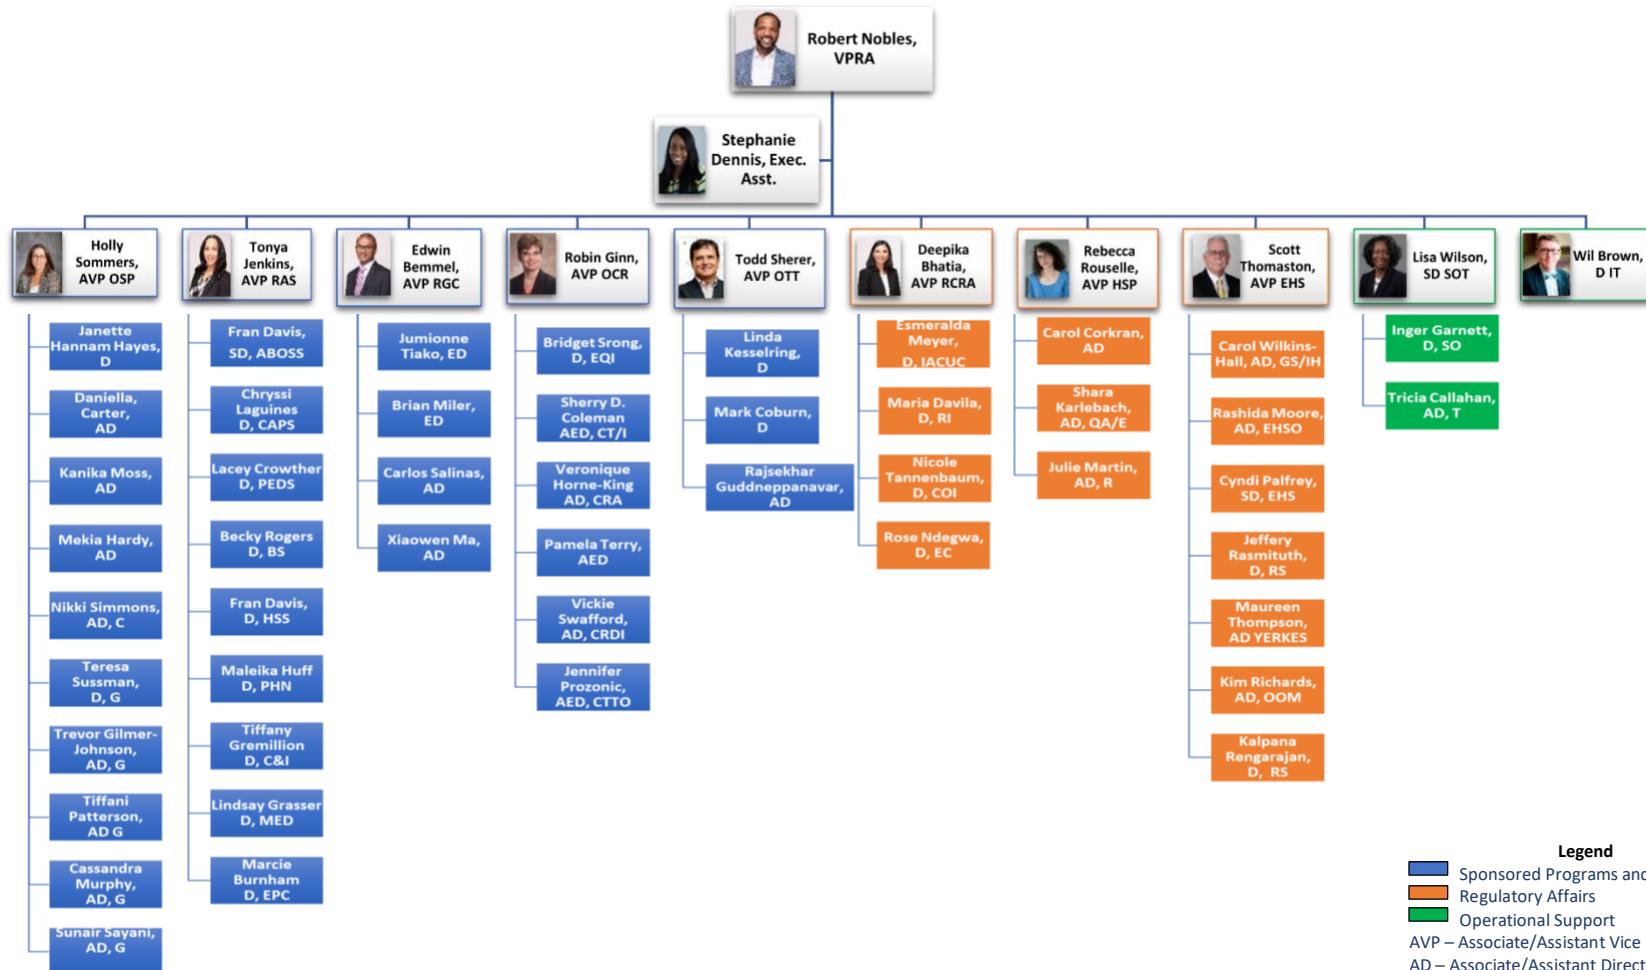 Robert Nobles,
VPRA
Stephanie
Dennis, Exec.
Asst.
Holly
Sommers,
AVP OSP
Tonya
Jenkins,
AVP RAS
Edwin
Bemmel,
AVP RGC
Robin Ginn,
AVP OCR
Todd Sherer,
AVP OTT
Deepika
Bhatia,
AVP RCRA
Rebecca
Rouselle,
AVP HSP
Scott
Thomaston,
AVP EHS
Lisa Wilson,
SD SOT
Wil Brown,
D IT
Janette
Hannam Hayes,
D
Daniella,
Carter,
AD
Kanika Moss,
AD
Mekia Hardy,
AD
Nikki Simmons,
AD, C
Teresa
Sussman,
D, G
Trevor Gilmer-
Johnson,
AD, G
Tiffani
Patterson,
AD G
Cassandra
Murphy,
AD, G
Sunair Sayani,
AD, G
Fran Davis,
SD, ABOSS
Chryssi
Laguines
D, CAPS
Lacey Crowther
D, PEDS
Becky Rogers
D, BS
Fran Davis,
D, HSS
Maleika Huff
D, PHN
Tiffany
Gremillion
D, C&I
Lindsay Grasser
D, MED
Marcie
Burnham
D, EPC
Jumionne
Tiako, ED
Brian Miler,
ED
Carlos Salinas,
AD
Xiaowen Ma,
AD
Bridget Srong,
D, EQI
Sherry D.
Coleman
AED, CT/I
Veronique
Horne-King
AD, CRA
Pamela Terry,
AED
Vickie
Swafford,
AD, CRDI
Jennifer
Prozonic,
AED, CTTO
Linda
Kesselring,
D
Mark Coburn,
D
Rajsekhar
Guddneppanavar,
AD
Esmeralda
Meyer,
D, IACUC
Maria Davila,
D, RI
Nicole
Tannenbaum,
D, COI
Rose Ndegwa,
D, EC
Carol Corkran,
AD
Shara
Karlebach,
AD, QA/E
Julie Martin,
AD, R
Carol Wilkins-
Hall, AD, GS/IH
Rashida Moore,
AD, EHSO
Cyndi Palfrey,
SD, EHS
Jeffery
Rasmituth,
D, RS
Maureen
Thompson,
AD YERKES
Kim Richards,
AD, OOM
Kalpana
Rengarajan,
D, RS
Inger Garnett,
D, SO
Tricia Callahan,
AD, T
Legend
Sponsored Programs and
Regulatory Affairs
Operational Support
AVP – Associate/Assistant Vice
AD – Associate/Assistant Direct